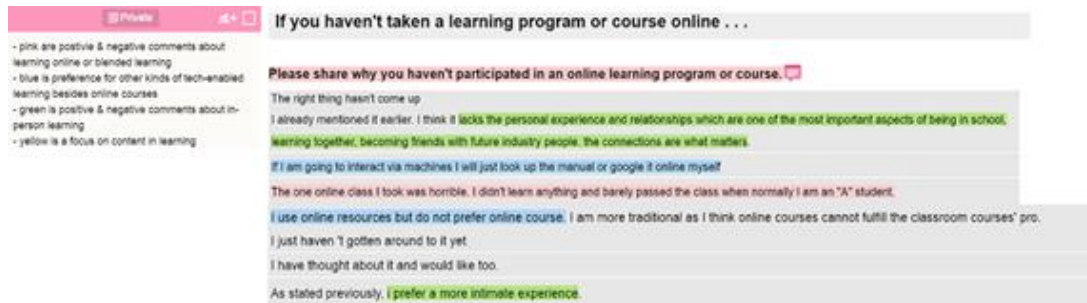 Private
- pink are postivie & negative comments about
learning online or blended learning
- blue is preference for other kinds of tech-enabled
learning besides online courses
- green is positive & negative comments about in-
person learning
- yellow is a focus on content in learning
If you haven't taken a learning program or course online . . .
Please share why you haven't participated in an online learning program or course.
The right thing hasn't come up
I already mentioned it earlier. I think it lacks the personal experience and relationships which are one of the most important aspects of being in school,
learning together, becoming friends with future industry people. the connections are what matters.
If I am going to interact via machines I will just look up the manual or google it online myself
The one online class I took was horrible. I didn't learn anything and barely passed the class when normally I am an "A" student.
I use online resources but do not prefer online course. I am more traditional as I think online courses cannot fulfill the classroom courses' pro.
I just haven 't gotten around to it yet
I have thought about it and would like too.
As stated previously, i prefer a more intimate experience.